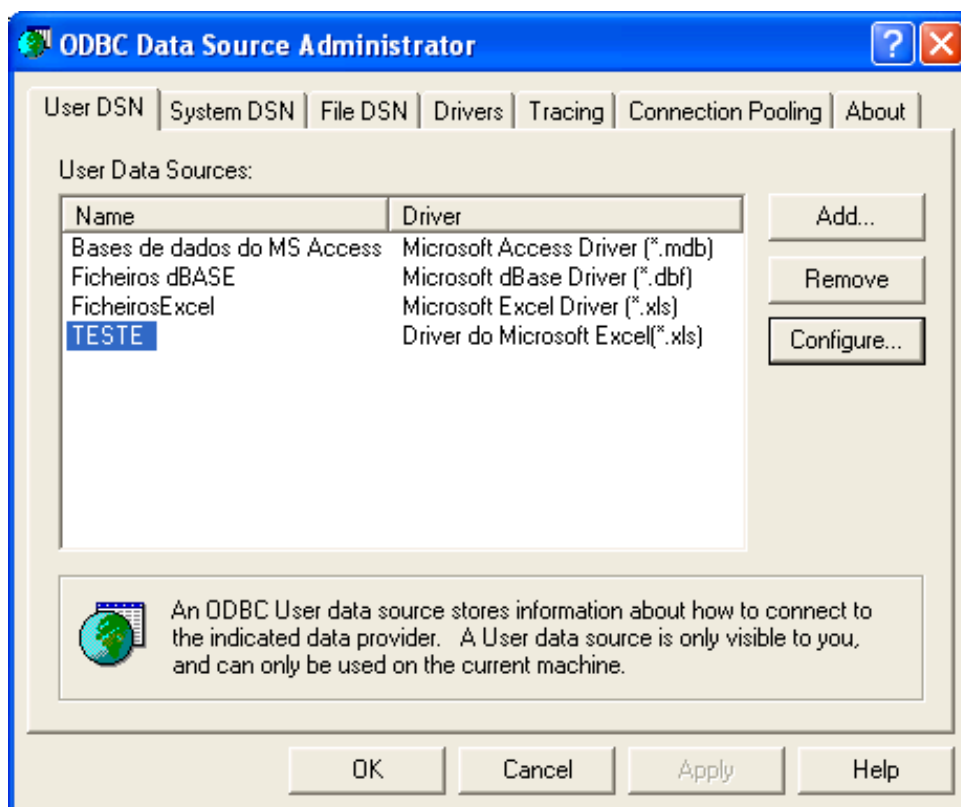 ODBC Data Source Administrator
User DSN System DSN File DSN Drivers Tracing Connection Pooling About
User Data Sources:
Name Driver
Bases de dados do MS Access Microsoft Access Driver (*.mdb)
Ficheiros dBASE Microsoft dBase Driver (*.dbf)
FicheirosExcel Microsoft Excel Driver (*.xls)
TESTE Driver do Microsoft Excel(*.xls)
Add...
Remove
Configure...
An ODBC User data source stores information about how to connect to
the indicated data provider. A User data source is only visible to you,
and can only be used on the current machine.
OK Cancel Apply Help